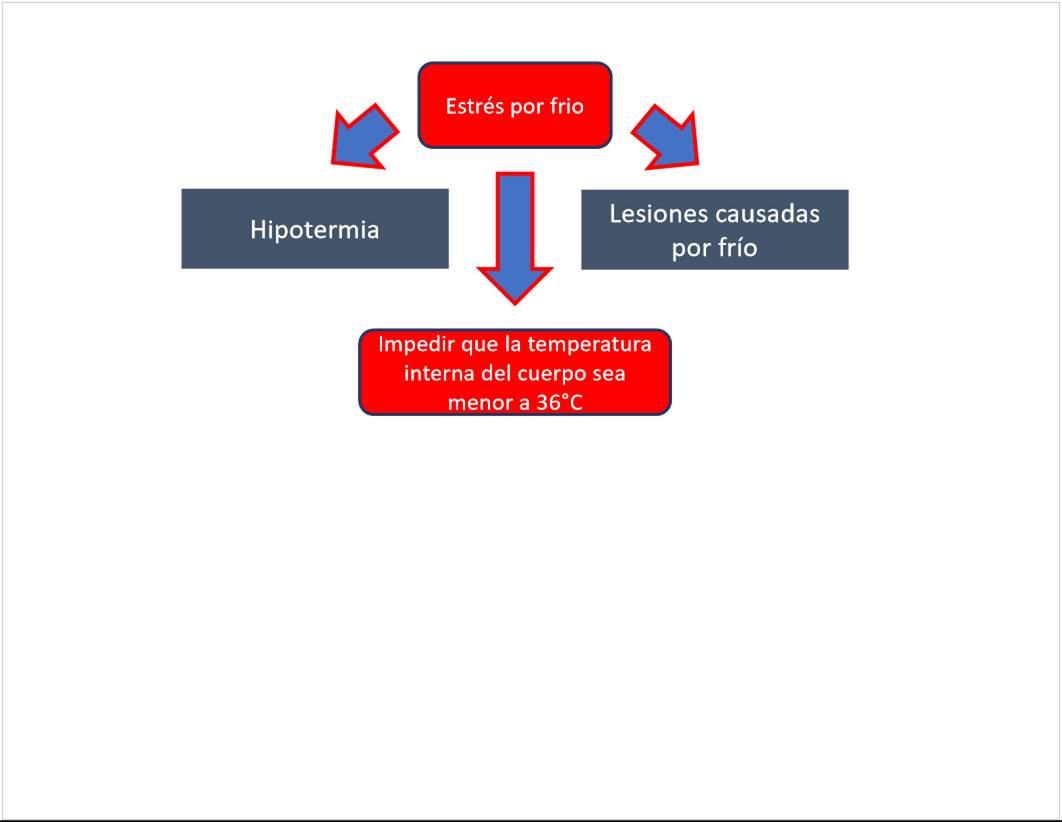 Estrés por frio
Hipotermia
Lesiones causadas
por frío
Impedir que la temperatura
interna del cuerpo sea
menor a 36°C